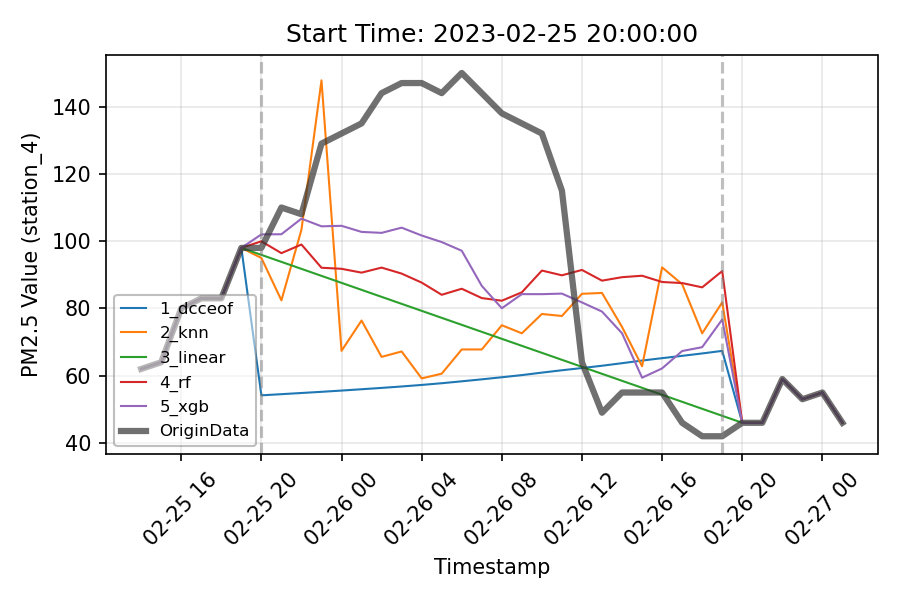 Start Time: 2023-02-25 20:00:00
PM2.5 Value (station_4)
140
120
100
80
60
40
1_dcceof
2_knn
3_linear
4_rf
5_xgb
OriginData
02-25 16
02-25 20
02-26 00
02-26 04
02-26 08
02-26 12
02-26 16
02-26 20
02-27 00
Timestamp